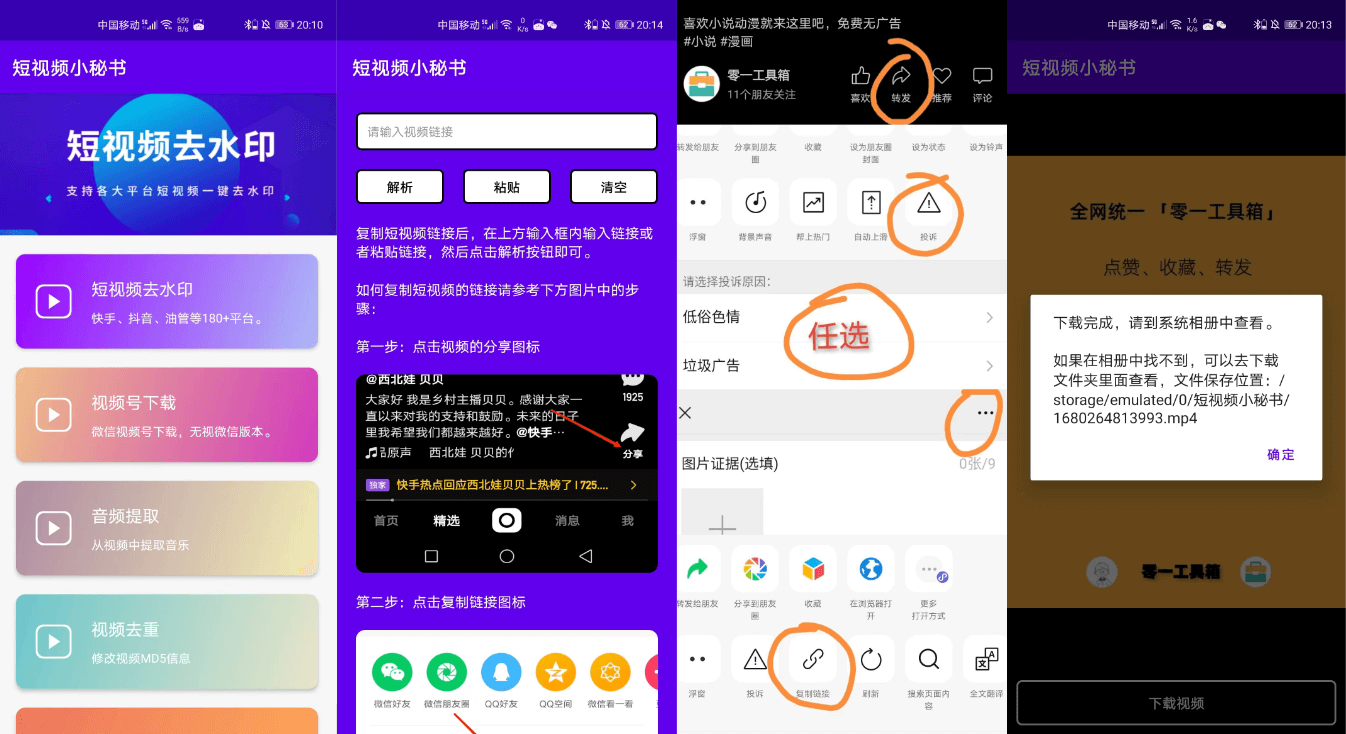 中国移动 5G 559 B/s 63 20:10
短视频小秘书
短视频去水印
支持各大平台短视频一键去水印
短视频去水印
快手、抖音、油管等180+平台。
视频号下载
微信视频号下载，无视微信版本。
音频提取
从视频中提取音乐
视频去重
修改视频MD5信息
中国移动 5G 0 K/s 62 20:14
短视频小秘书
请输入视频链接
解析 粘贴 清空
复制短视频链接后，在上方输入框内输入链接或
者粘贴链接，然后点击解析按钮即可。
如何复制短视频的链接请参考下方图片中的步
骤：
第一步：点击视频的分享图标
@西北娃 贝贝
大家好 我是乡村主播贝贝。感谢大家一
直以来对我的支持和鼓励。未来的日子
里我希望我们都越来越好。@快手···
原声 西北娃 贝贝的作
1925
分享
独家 快手热点回应西北娃贝贝上热榜了 | 725....
首页 精选 消息 我
第二步：点击复制链接图标
微信好友 微信朋友圈 QQ好友 QQ空间 微信看一看
喜欢小说动漫就来这里吧，免费无广告
#小说 #漫画
零一工具箱
11个朋友关注
喜欢 转发 推荐 评论
转发给朋友 分享到朋友圈 收藏 设为朋友圈封面 设为状态 设为铃声
浮窗 背景声音 帮上热门 自动上滑 投诉
请选择投诉原因:
低俗色情
任选
垃圾广告
图片证据(选填) 0张/9
转发给朋友 分享到朋友圈 收藏 在浏览器打开 更多打开方式
浮窗 投诉 复制链接 刷新 搜索页面内容 全文翻译
中国移动 5G 1.6 K/s 62 20:13
短视频小秘书
全网统一 「零一工具箱」
点赞、收藏、转发
下载完成，请到系统相册中查看。
如果在相册中找不到，可以去下载
文件夹里面查看，文件保存位置：/
storage/emulated/0/短视频小秘书/
1680264813993.mp4
确定
零一工具箱
下载视频